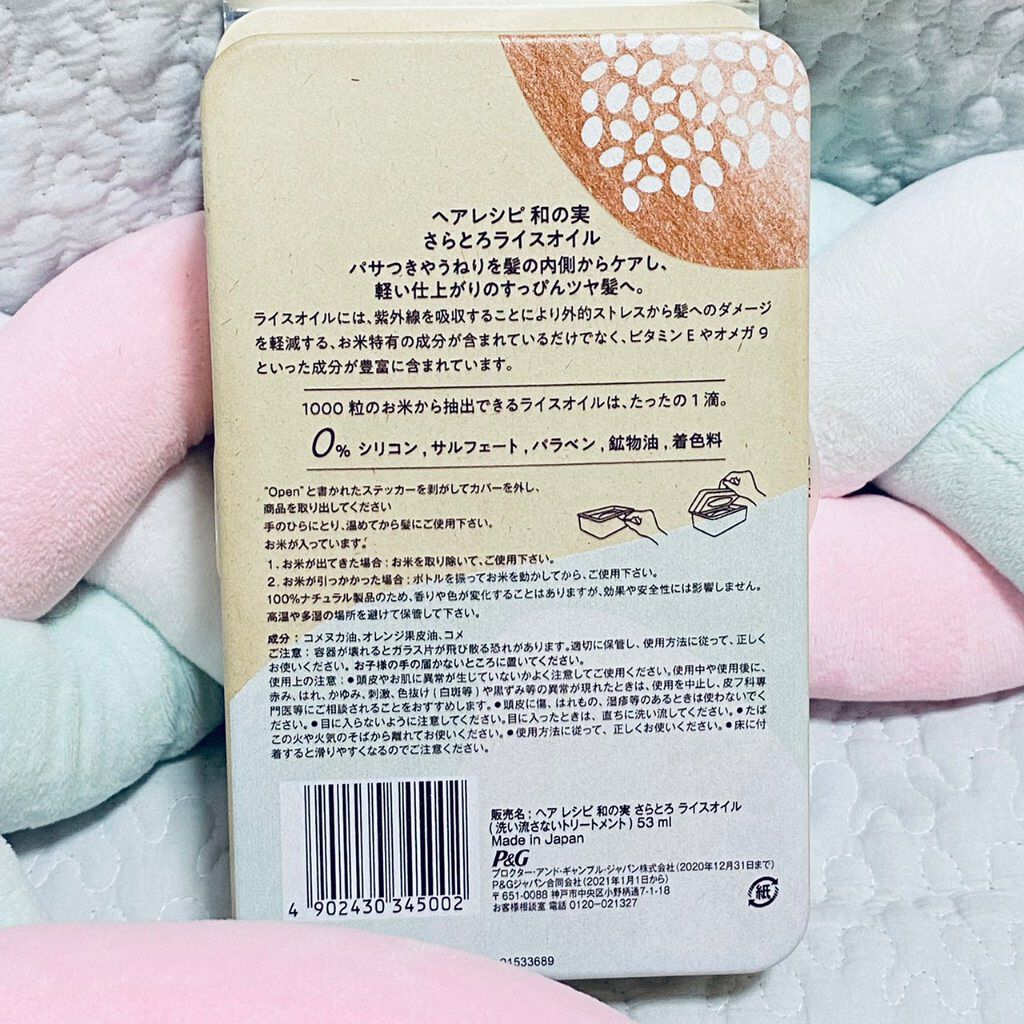 ヘアレシピ 和の実
さらとろライスオイル
パサつきやうねりを髪の内側からケアし、
軽い仕上がりのすっぴんツヤ髪へ。
ライスオイルには、紫外線を吸収することにより外的ストレスから髪へのダメージ
を軽減する、お米特有の成分が含まれているだけでなく、ビタミンEやオメガ9
といった成分が豊富に含まれています。
1000粒のお米から抽出できるライスオイルは、たったの1滴。
0% シリコン, サルフェート, パラベン, 鉱物油, 着色料
"Open"と書かれたステッカーを剥がしてカバーを外し、
商品を取り出してください
手のひらにとり、温めてから髪にご使用下さい。
お米が入っています。
1. お米が出てきた場合：お米を取り除いて、ご使用下さい。
2. お米が引っかかった場合：ボトルを振ってお米を動かしてから、ご使用下さい。
100%ナチュラル製品のため、香りや色が変化することはありますが、効果や安全性には影響しません。
高温や多湿の場所を避けて保管して下さい。
成分：コメヌカ油、オレンジ果皮油、コメ
ご注意：容器が壊れるとガラス片が飛び散る恐れがあります。適切に保管し、使用方法に従って、正しく
お使いください。お子様の手の届かないところに置いてください。
使用上の注意：●頭皮やお肌に異常が生じていないかよく注意してご使用ください。使用中や使用後に、
赤み、はれ、かゆみ、刺激、色抜け(白斑等)や黒ずみ等の異常が現れたときは、使用を中止し、皮フ科専
門医等にご相談されることをおすすめします。●頭皮に傷、はれもの、湿疹等のあるときは使わないでく
ださい。●目に入らないように注意してください。目に入ったときは、直ちに洗い流してください。●たば
この火や火気のそばから離れてお使いください。●使用方法に従って、正しくお使いください。●床に付
着すると滑りやすくなるのでご注意ください。
販売名：ヘア レシピ 和の実 さらとろ ライスオイル
(洗い流さないトリートメント) 53 ml
Made in Japan
P&G
プロクター・アンド・ギャンブル・ジャパン株式会社(2020年12月31日まで)
P&Gジャパン合同会社(2021年1月1日から)
〒651-0088 神戸市中央区小野柄通7-1-18
お客様相談室 電話 0120-021327
紙
4 902430 345002
91533689